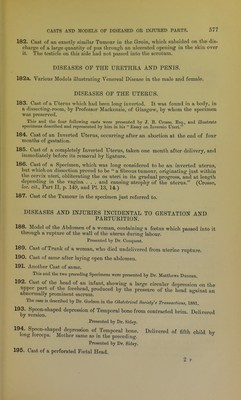 CASTS AND MODELS OF DISEASES OR INJURED PARTS. 577
182. Cast of an exactly similar Tumour in the Groin, which subsided on the dis-
charge of a large quantity of pus through an ulcerated opening in the skin over
it. The testicle on this side had not passed into the scrotum.
DISEASES OF THE URETHRA AND PENIS.
182a. Various Models illustrating Venereal Disease in the male and female.
DISEASES OF THE UTERUS.
183. Cast of a Uterus which had been long inverted. It was found in a body, in
a dissecting-room, by Professor Mackenzie, of Glasgow, by whom the specimen
was preserved.
This and the four following casts were presented by J. G. Crosse, Esq., and illustrate
specimens described and represented by him in his "Essay on Inversio Uteri."
184. Cast of an Inverted Uterus, occurring after an abortion at the end of four
months of gestation.
185. Cast of a completely Inverted Uterus, taken one month after delivery, and
immediately before its removal by ligature.
186. Cast of a Specimen, which was long considered to be an inverted uterus,
but which on dissection proved to be "a fibrous tumour, originating just within
the cervix uteri, obliterating the os uteri in the gradual progress, and at length
depending in the vagina . . . and causing atrophy of the uterus." (Crosse,
loc. cit., Part II, p. 149, and Pl. 13, 14.)
187. Cast of the Tumour in the specimen just referred to.
DISEASES AND INJURIES INCIDENTAL TO GESTATION AND
PARTURITION.
188. Model of the Abdomen of a woman, containing a fœtus which passed into it
through a rupture of the wall of the uterus during labour.
Presented by Dr. Conquest.
189. Cast of Trunk of a woman, who died undelivered from uterine rupture.
190. Cast of same after laying open the abdomen.
191. Another Cast of same.
This and the two preceding Specimens were presented by Dr. Matthews Duncan.
192. Cast of the head of an infant, showing a large circular depression on the
upper part of the forehead, produced by the pressure of the head against an
abnormally prominent sacrum.
The case is described by Dr. Godson in the Obstetrical Society's Transactions, 1881.
193. Spoon-shaped depression of Temporal bone from contracted brim. Delivered
by version.
Presented by Dr. Sidey.
194. Spoon-shaped depression of Temporal bone. Delivered of fifth child by
long forceps. Mother same as in the preceding.
Presented by Dr. Sidey.
195. Cast of a perforated Foetal Head.
2 P